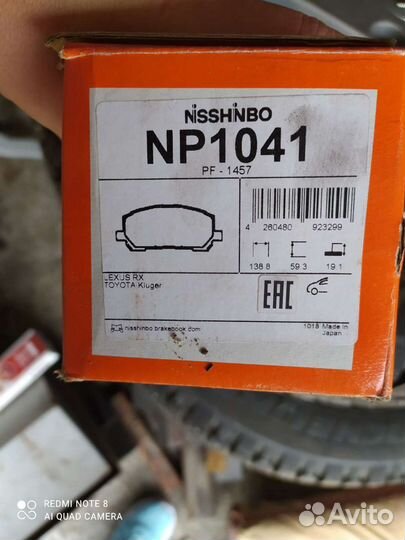 NiSSHiNBO
NP1041
PF - 1457
4 260480 923299
138.8 59.3 19.1
LEXUS RX
TOYOTA Kluger
EAC
nisshinbo.brakebook.com
1018 Made in
Japan
REDMI NOTE 8
AI QUAD CAMERA
Avito